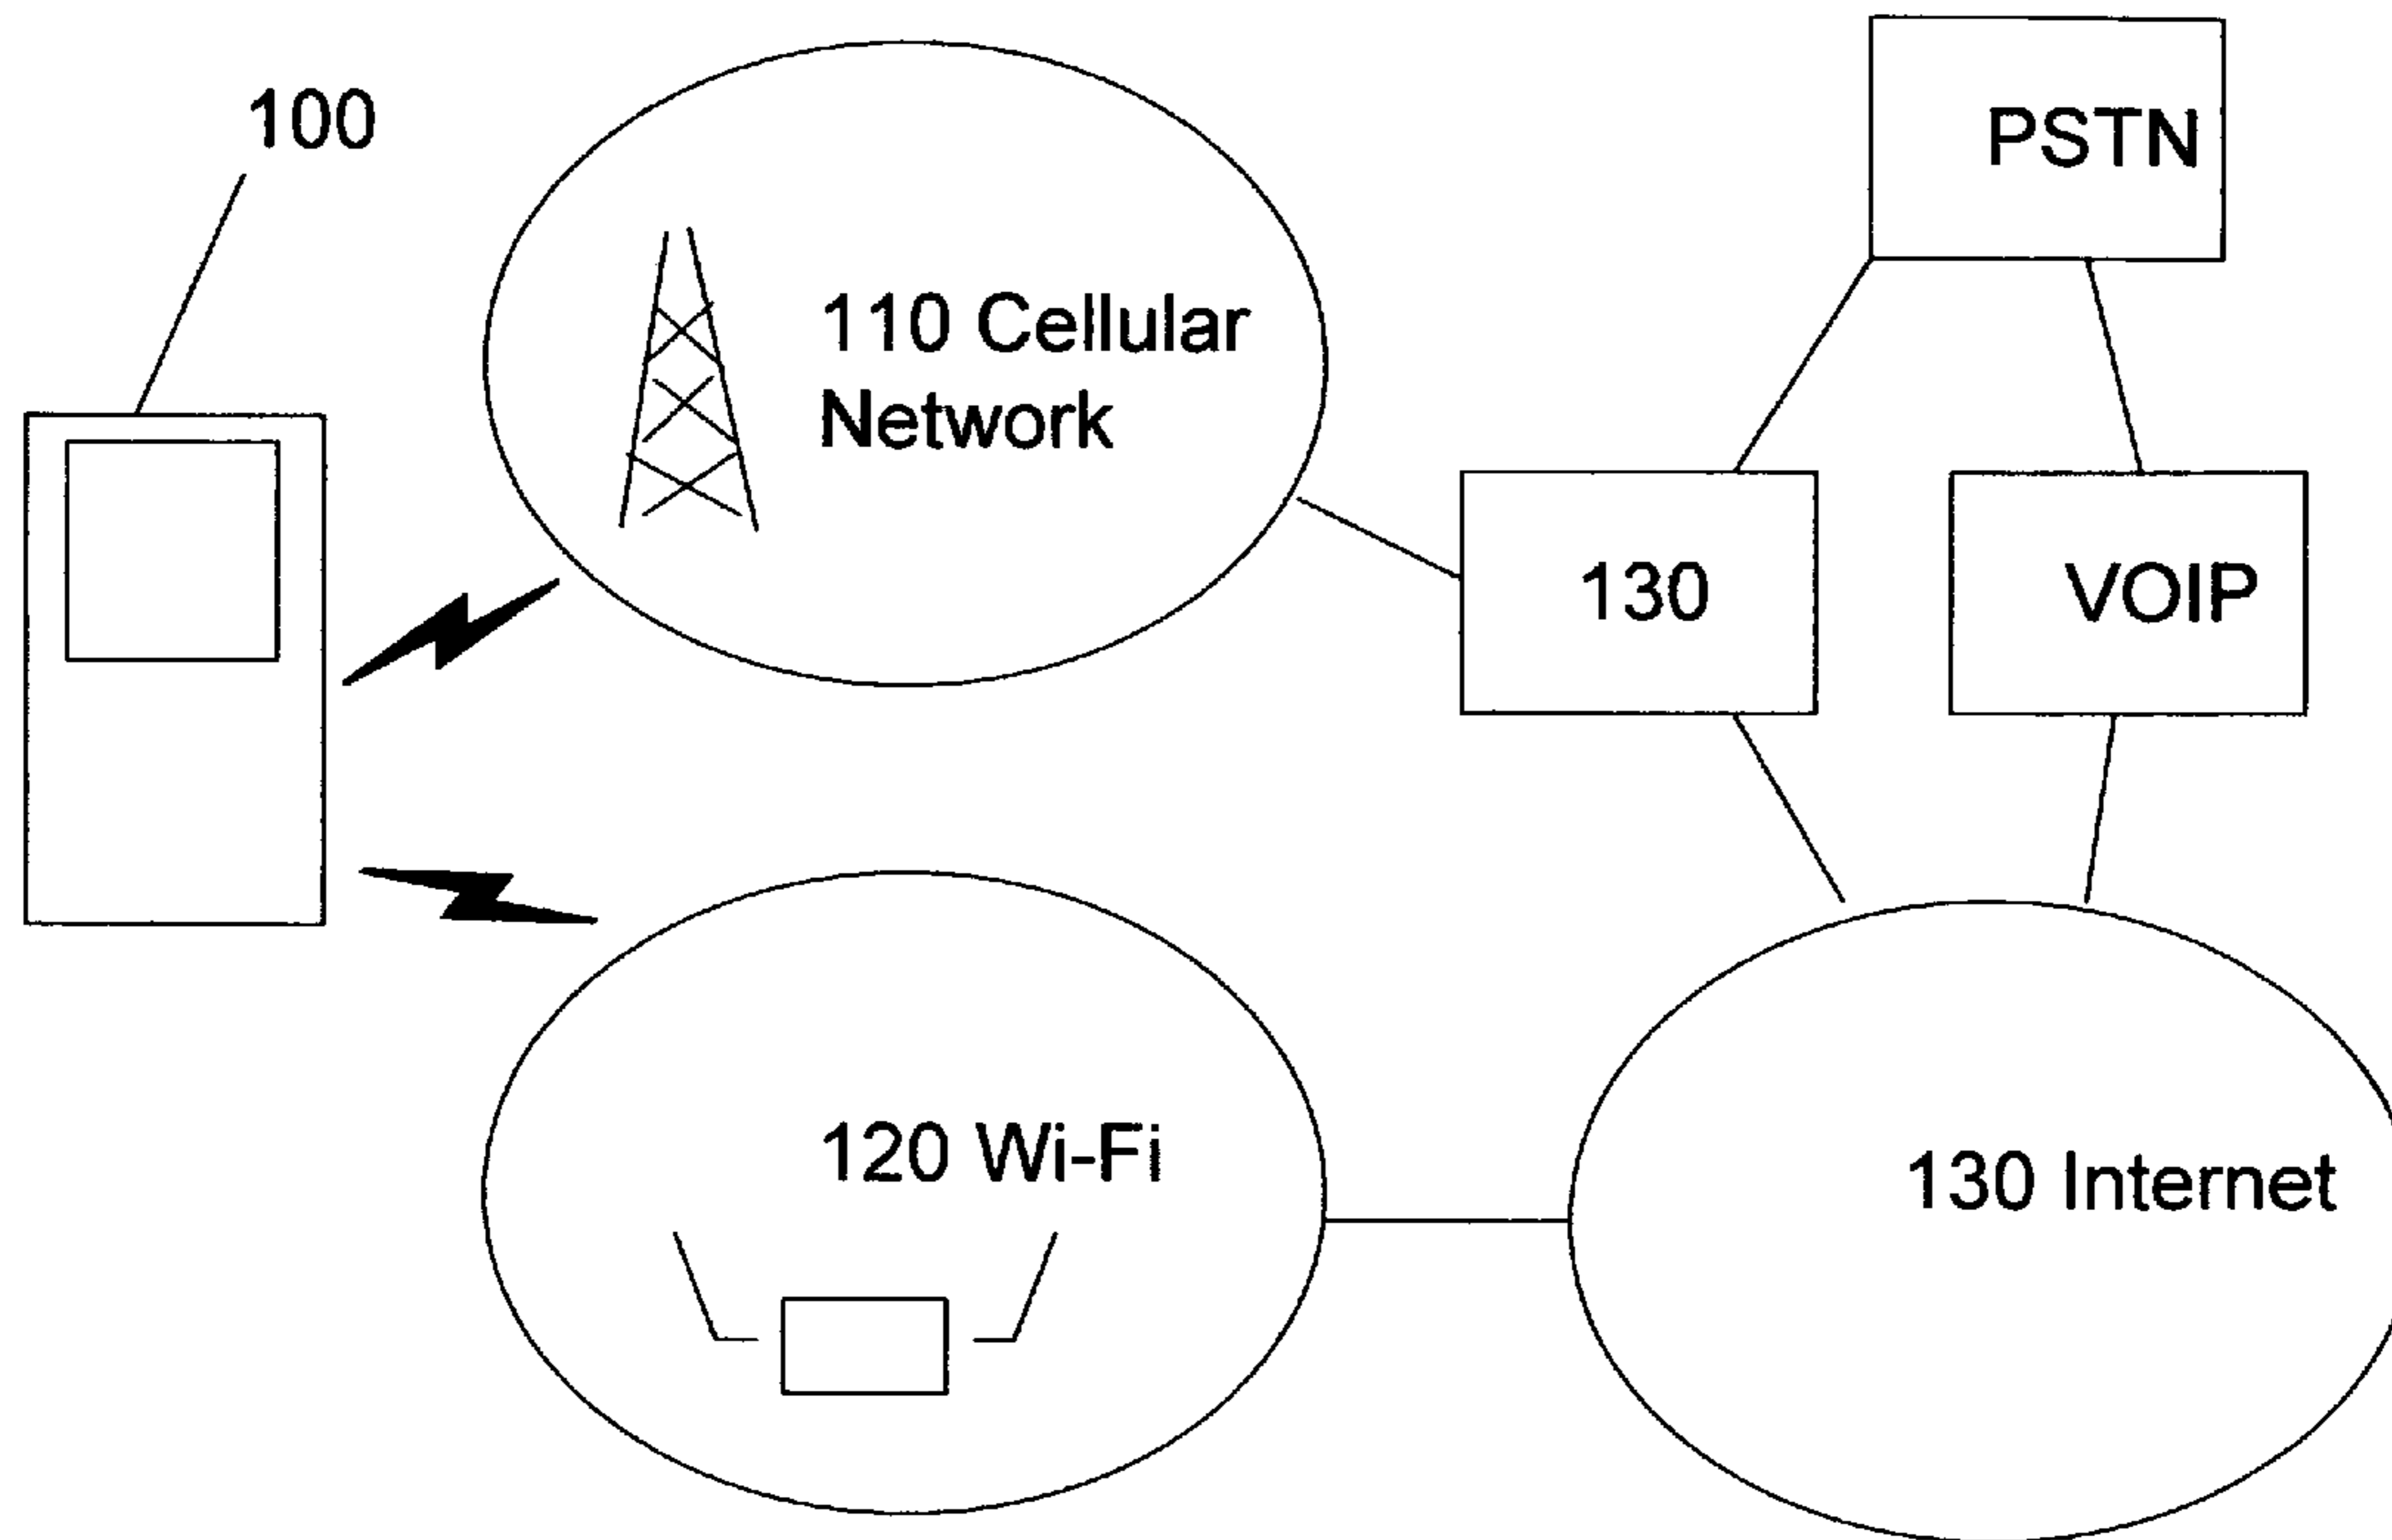 100
110 Cellular
Network
PSTN
130
VOIP
120 Wi-Fi
130 Internet